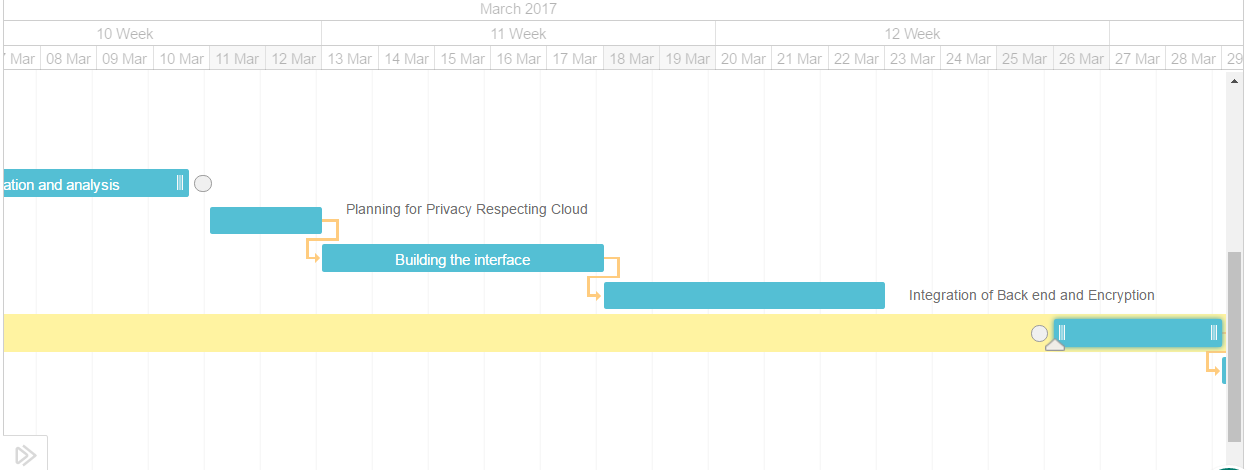 March 2017
10 Week 11 Week 12 Week
Mar 08 Mar 09 Mar 10 Mar 11 Mar 12 Mar 13 Mar 14 Mar 15 Mar 16 Mar 17 Mar 18 Mar 19 Mar 20 Mar 21 Mar 22 Mar 23 Mar 24 Mar 25 Mar 26 Mar 27 Mar 28 Mar 29
ation and analysis
Planning for Privacy Respecting Cloud
Building the interface
Integration of Back end and Encryption